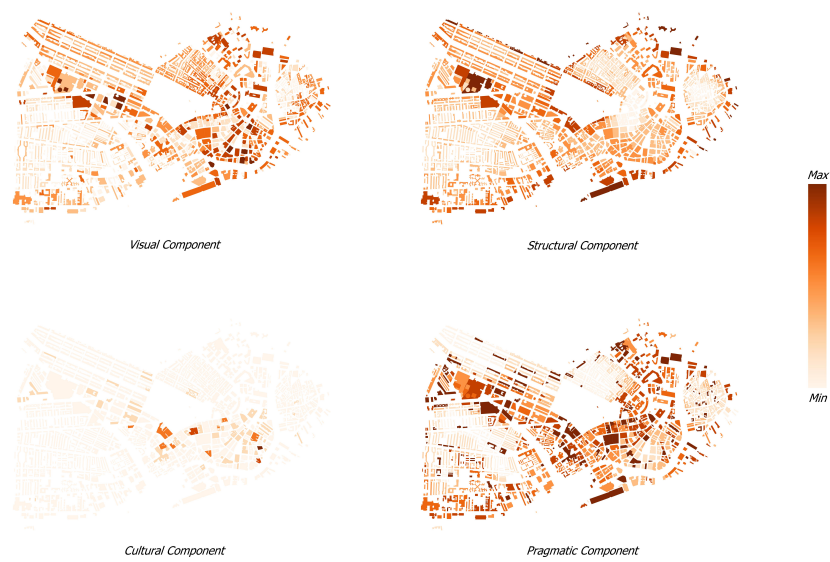 Visual Component
Structural Component
Max
Min
Cultural Component
Pragmatic Component